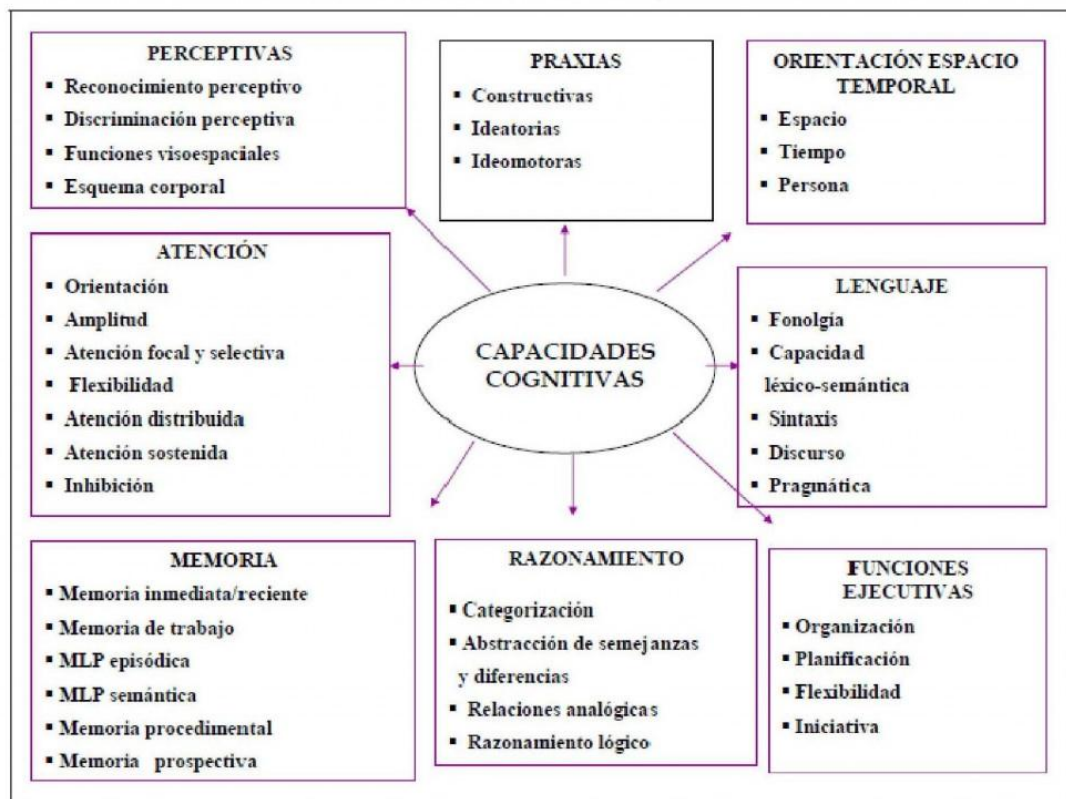 PERCEPTIVAS
▪ Reconocimiento perceptivo
▪ Discriminación perceptiva
▪ Funciones visoespaciales
▪ Esquema corporal
PRAXIAS
▪ Constructivas
▪ Ideatorias
▪ Ideomotoras
ORIENTACIÓN ESPACIO
TEMPORAL
▪ Espacio
▪ Tiempo
▪ Persona
ATENCIÓN
▪ Orientación
▪ Amplitud
▪ Atención focal y selectiva
▪ Flexibilidad
▪ Atención distribuida
▪ Atención sostenida
▪ Inhibición
CAPACIDADES
COGNITIVAS
LENGUAJE
▪ Fonolgía
▪ Capacidad
léxico-semántica
▪ Sintaxis
▪ Discurso
▪ Pragmática
MEMORIA
▪ Memoria inmediata/reciente
▪ Memoria de trabajo
▪ MLP episódica
▪ MLP semántica
▪ Memoria procedimental
▪ Memoria prospectiva
RAZONAMIENTO
▪ Categorización
▪ Abstracción de semejanzas
y diferencias
▪ Relaciones analógicas
▪ Razonamiento lógico
FUNCIONES
EJECUTIVAS
▪ Organización
▪ Planificación
▪ Flexibilidad
▪ Iniciativa